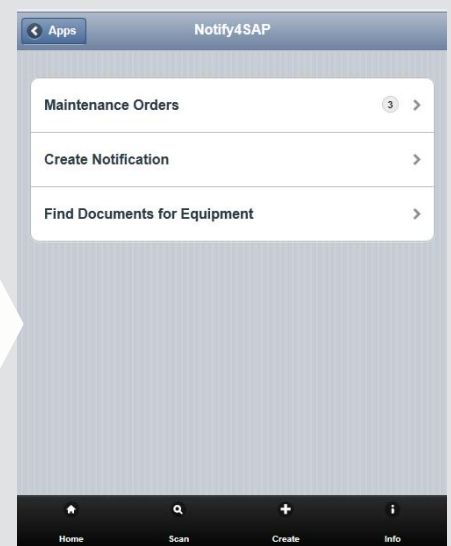 Apps Notify4SAP
Maintenance Orders 3
Create Notification
Find Documents for Equipment
Home Scan Create Info